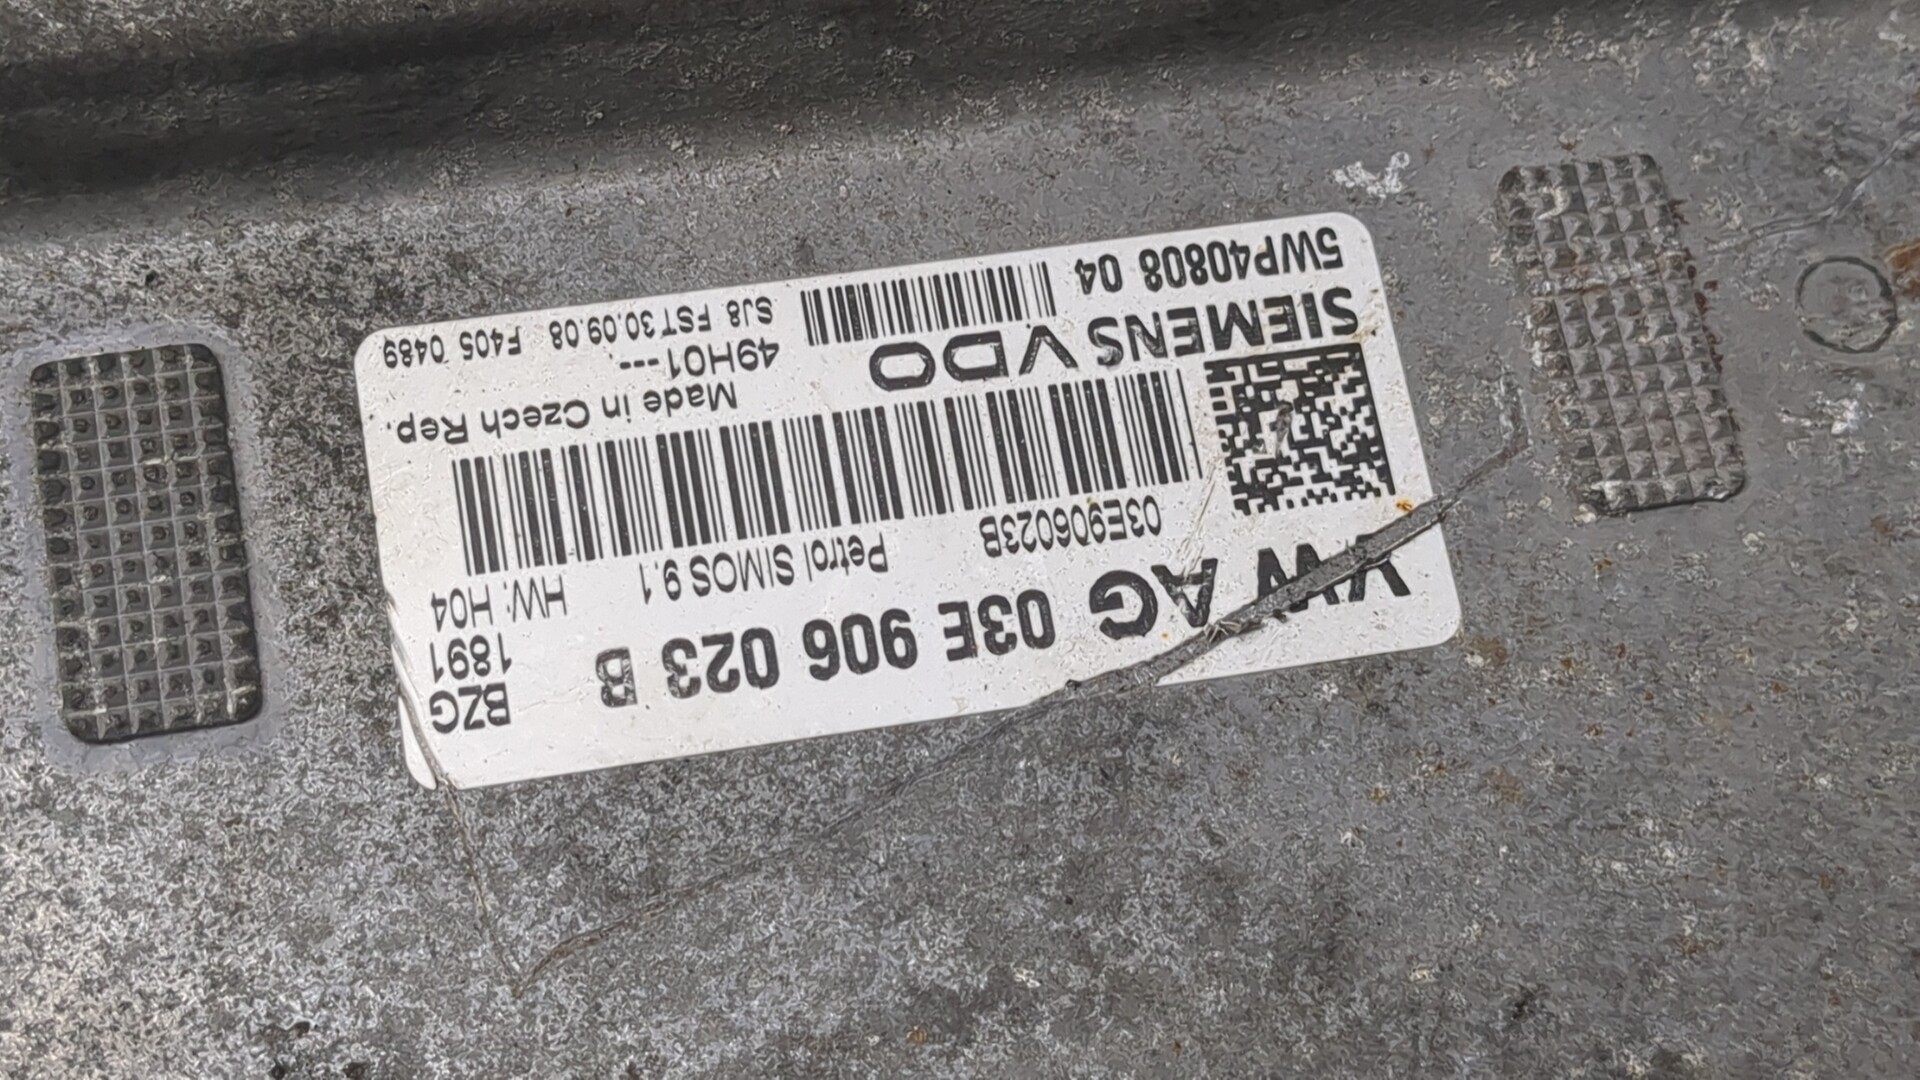 VW AG 03E 906 023 B BZG
1891
03E906023B Petrol SIMOS 9.1 HW: H04
Made in Czech Rep.
SIEMENS VDO 49H01---
5WP40808 04 SJ8 FST 30.09.08 F405 0489